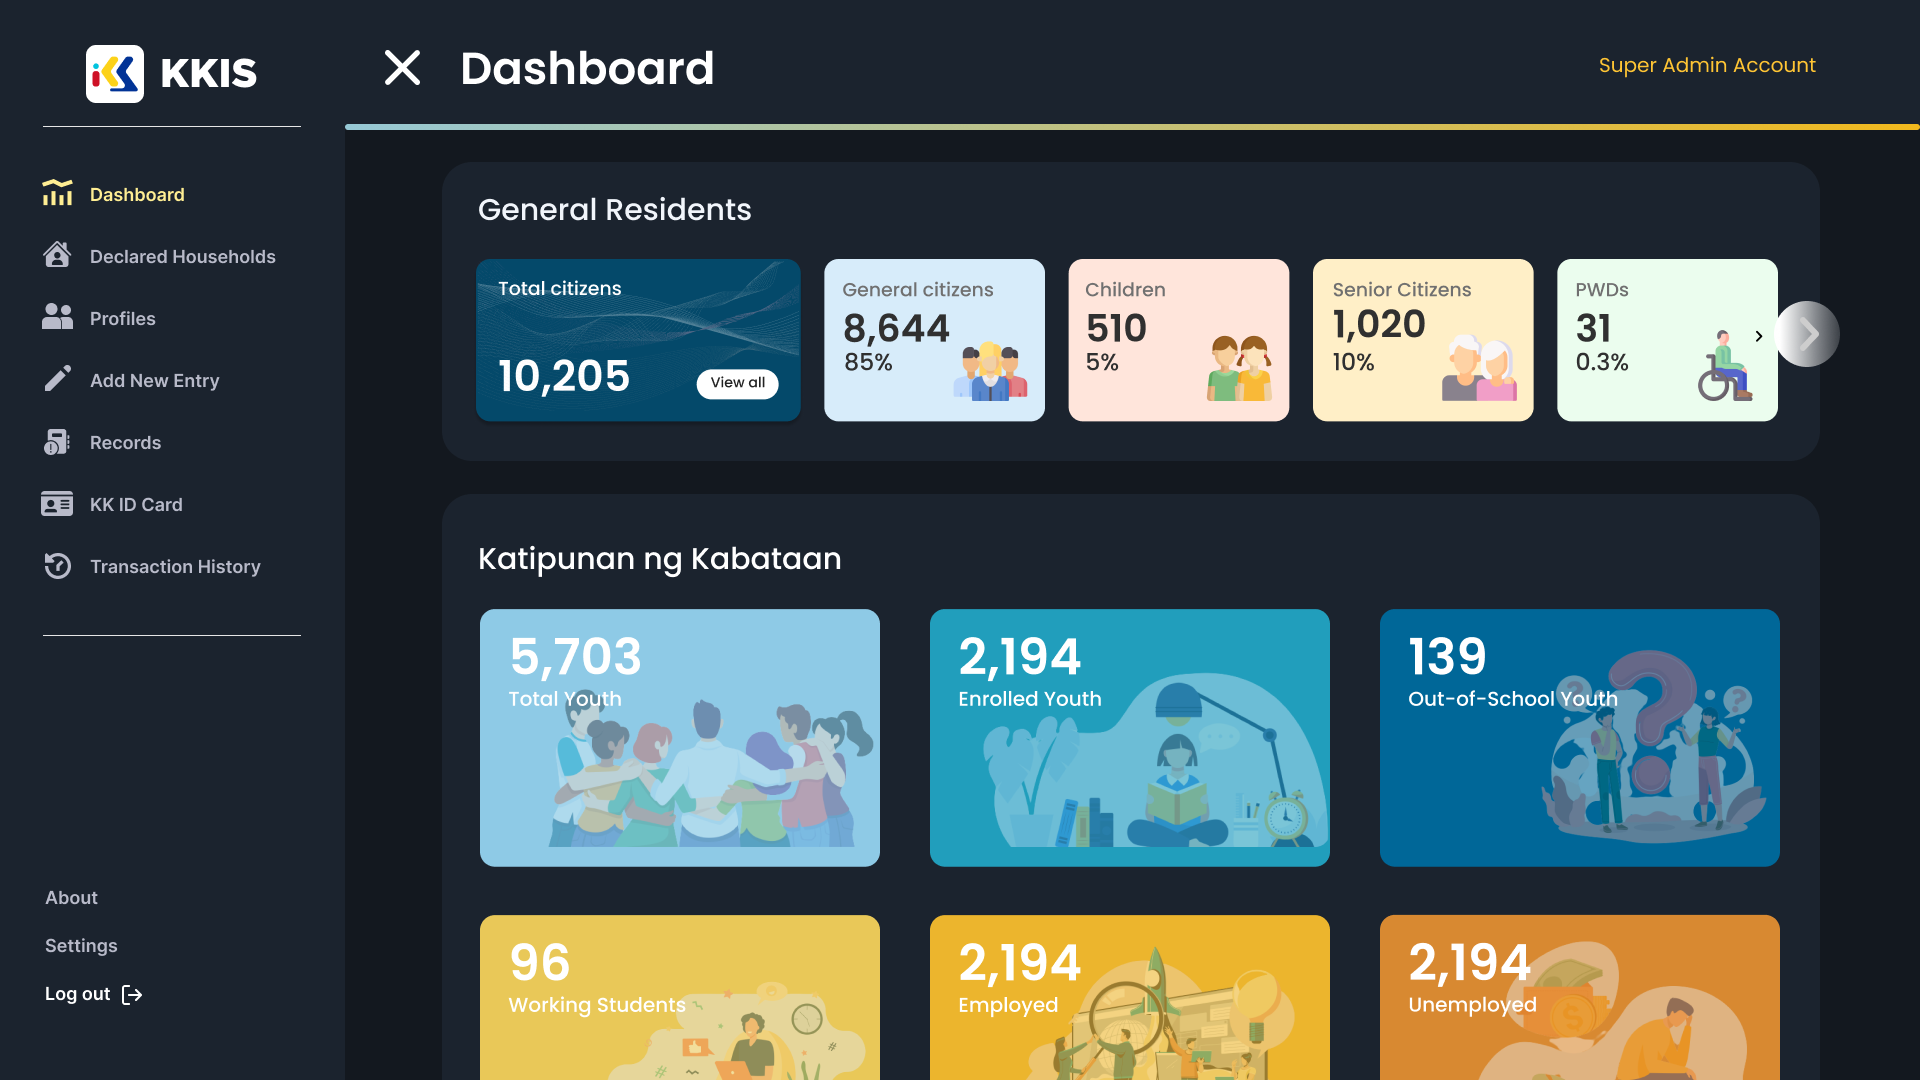 KKIS
Dashboard
Super Admin Account
Dashboard
Declared Households
Profiles
Add New Entry
Records
KK ID Card
Transaction History
About
Settings
Log out
General Residents
Total citizens
10,205
View all
General citizens
8,644
85%
Children
510
5%
Senior Citizens
1,020
10%
PWDs
31
0.3%
Katipunan ng Kabataan
5,703
Total Youth
2,194
Enrolled Youth
139
Out-of-School Youth
96
Working Students
2,194
Employed
2,194
Unemployed